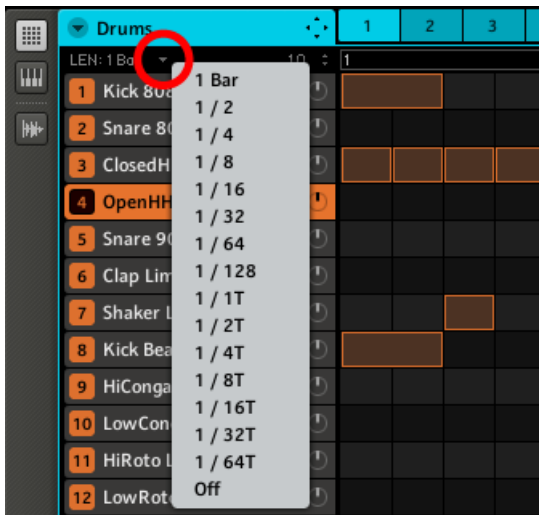 Drums 1 2 3
LEN: 1 Ba 1
1 Kick 808
2 Snare 80
3 ClosedH
4 OpenHH
5 Snare 90
6 Clap Lim
7 Shaker L
8 Kick Bea
9 HiConga
10 LowCon
11 HiRoto L
12 LowRot
1 Bar
1 / 2
1 / 4
1 / 8
1 / 16
1 / 32
1 / 64
1 / 128
1 / 1T
1 / 2T
1 / 4T
1 / 8T
1 / 16T
1 / 32T
1 / 64T
Off